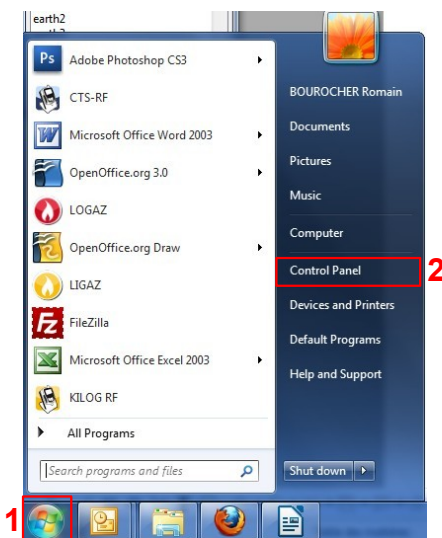 earth2
Ps Adobe Photoshop CS3
CTS-RF
Microsoft Office Word 2003
OpenOffice.org 3.0
LOGAZ
OpenOffice.org Draw
LIGAZ
Fz FileZilla
Microsoft Office Excel 2003
KILOG RF
All Programs
Search programs and files
BOUROCHER Romain
Documents
Pictures
Music
Computer
Control Panel
2
Devices and Printers
Default Programs
Help and Support
Shut down
1